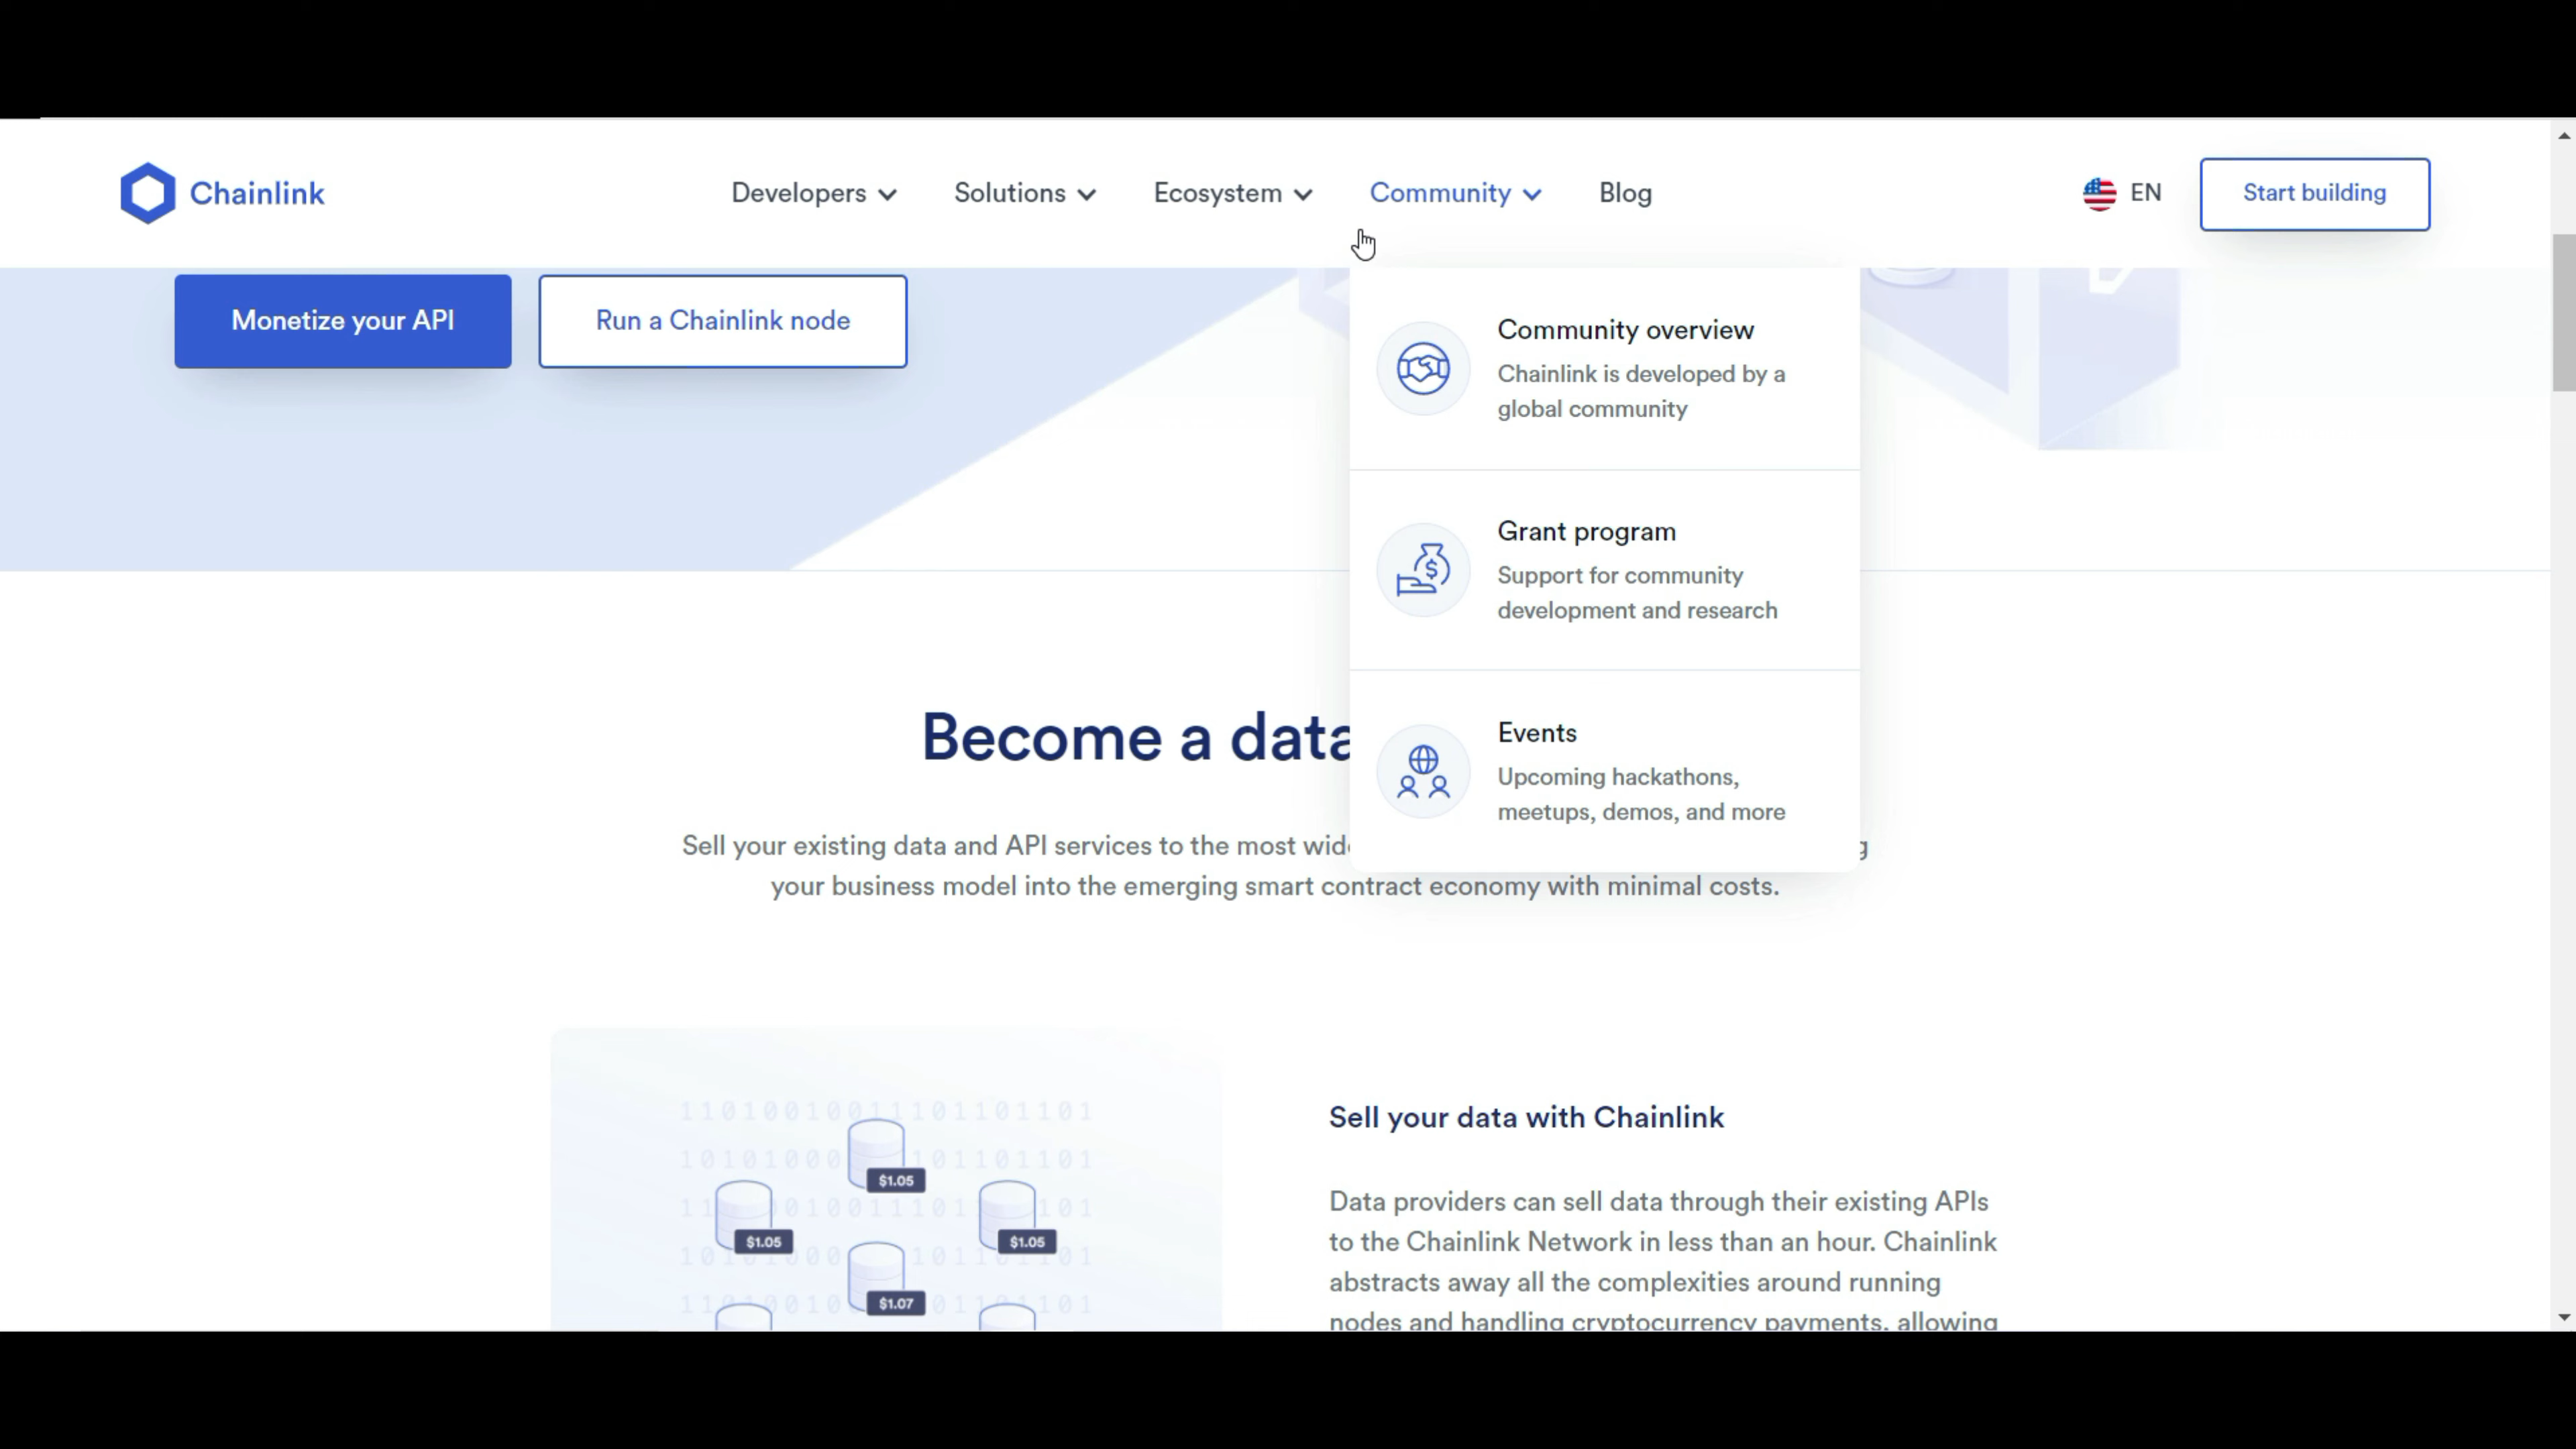 Chainlink
Developers
Solutions
Ecosystem
Community
Blog
EN
Start building
Monetize your API
Run a Chainlink node
Community overview
Chainlink is developed by a
global community
Grant program
Support for community
development and research
Events
Upcoming hackathons,
meetups, demos, and more
Become a data
Sell your existing data and API services to the most
your business model into the emerging smart contract economy with minimal costs.
$1.05
$1.05
$1.05
$1.07
Sell your data with Chainlink
Data providers can sell data through their existing APIs
to the Chainlink Network in less than an hour. Chainlink
abstracts away all the complexities around running
nodes and handling cryptocurrency payments, allowing